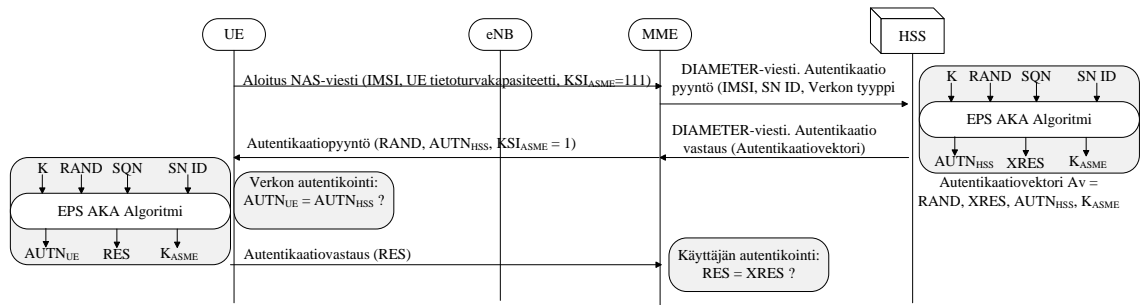 UE
eNB
MME
HSS
Aloitus NAS-viesti (IMSI, UE tietoturvakapasiteetti, KSI_ASME=111)
DIAMETER-viesti. Autentikaatio
pyyntö (IMSI, SN ID, Verkon tyyppi
K RAND SQN SN ID
EPS AKA Algoritmi
AUTN_HSS XRES K_ASME
Autentikaatiovektori Av =
RAND, XRES, AUTN_HSS, K_ASME
DIAMETER-viesti. Autentikaatio
vastaus (Autentikaatiovektori)
Autentikaatiopyyntö (RAND, AUTN_HSS, KSI_ASME = 1)
K RAND SQN SN ID
EPS AKA Algoritmi
AUTN_UE RES K_ASME
Verkon autentikointi:
AUTN_UE = AUTN_HSS ?
Autentikaatiovastaus (RES)
Käyttäjän autentikointi:
RES = XRES ?